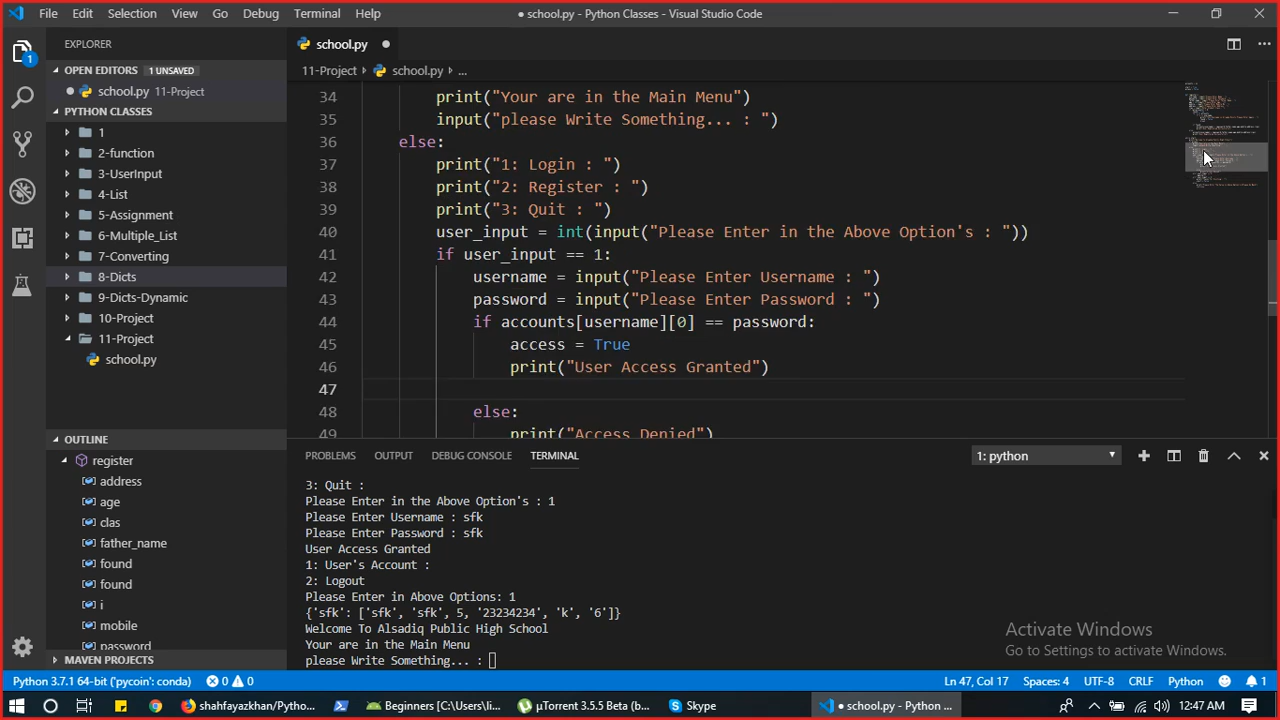 File Edit Selection View Go Debug Terminal Help
● school.py - Python Classes - Visual Studio Code
EXPLORER
OPEN EDITORS 1 UNSAVED
school.py 11-Project
PYTHON CLASSES
1
2-function
3-UserInput
4-List
5-Assignment
6-Multiple_List
7-Converting
8-Dicts
9-Dicts-Dynamic
10-Project
11-Project
school.py
OUTLINE
register
address
age
clas
father_name
found
found
i
mobile
password
MAVEN PROJECTS
school.py
11-Project school.py ...
34 print("Your are in the Main Menu")
35 input("please Write Something... : ")
36 else:
37 print("1: Login : ")
38 print("2: Register : ")
39 print("3: Quit : ")
40 user_input = int(input("Please Enter in the Above Option's : "))
41 if user_input == 1:
42 username = input("Please Enter Username : ")
43 password = input("Please Enter Password : ")
44 if accounts[username][0] == password:
45 access = True
46 print("User Access Granted")
47
48 else:
49 print("Access Denied")
PROBLEMS OUTPUT DEBUG CONSOLE TERMINAL
1: python
3: Quit :
Please Enter in the Above Option's : 1
Please Enter Username : sfk
Please Enter Password : sfk
User Access Granted
1: User's Account :
2: Logout
Please Enter in Above Options: 1
{'sfk': ['sfk', 'sfk', 5, '23234234', 'k', '6']}
Welcome To Alsadiq Public High School
Your are in the Main Menu
please Write Something... :
Activate Windows
Go to Settings to activate Windows.
Python 3.7.1 64-bit ('pycoin': conda) 0 0
Ln 47, Col 17 Spaces: 4 UTF-8 CRLF Python 1
shahfayazkhan/Pytho...
Beginners [C:\Users\li...
µTorrent 3.5.5 Beta (b...
Skype
● school.py - Python ...
12:47 AM